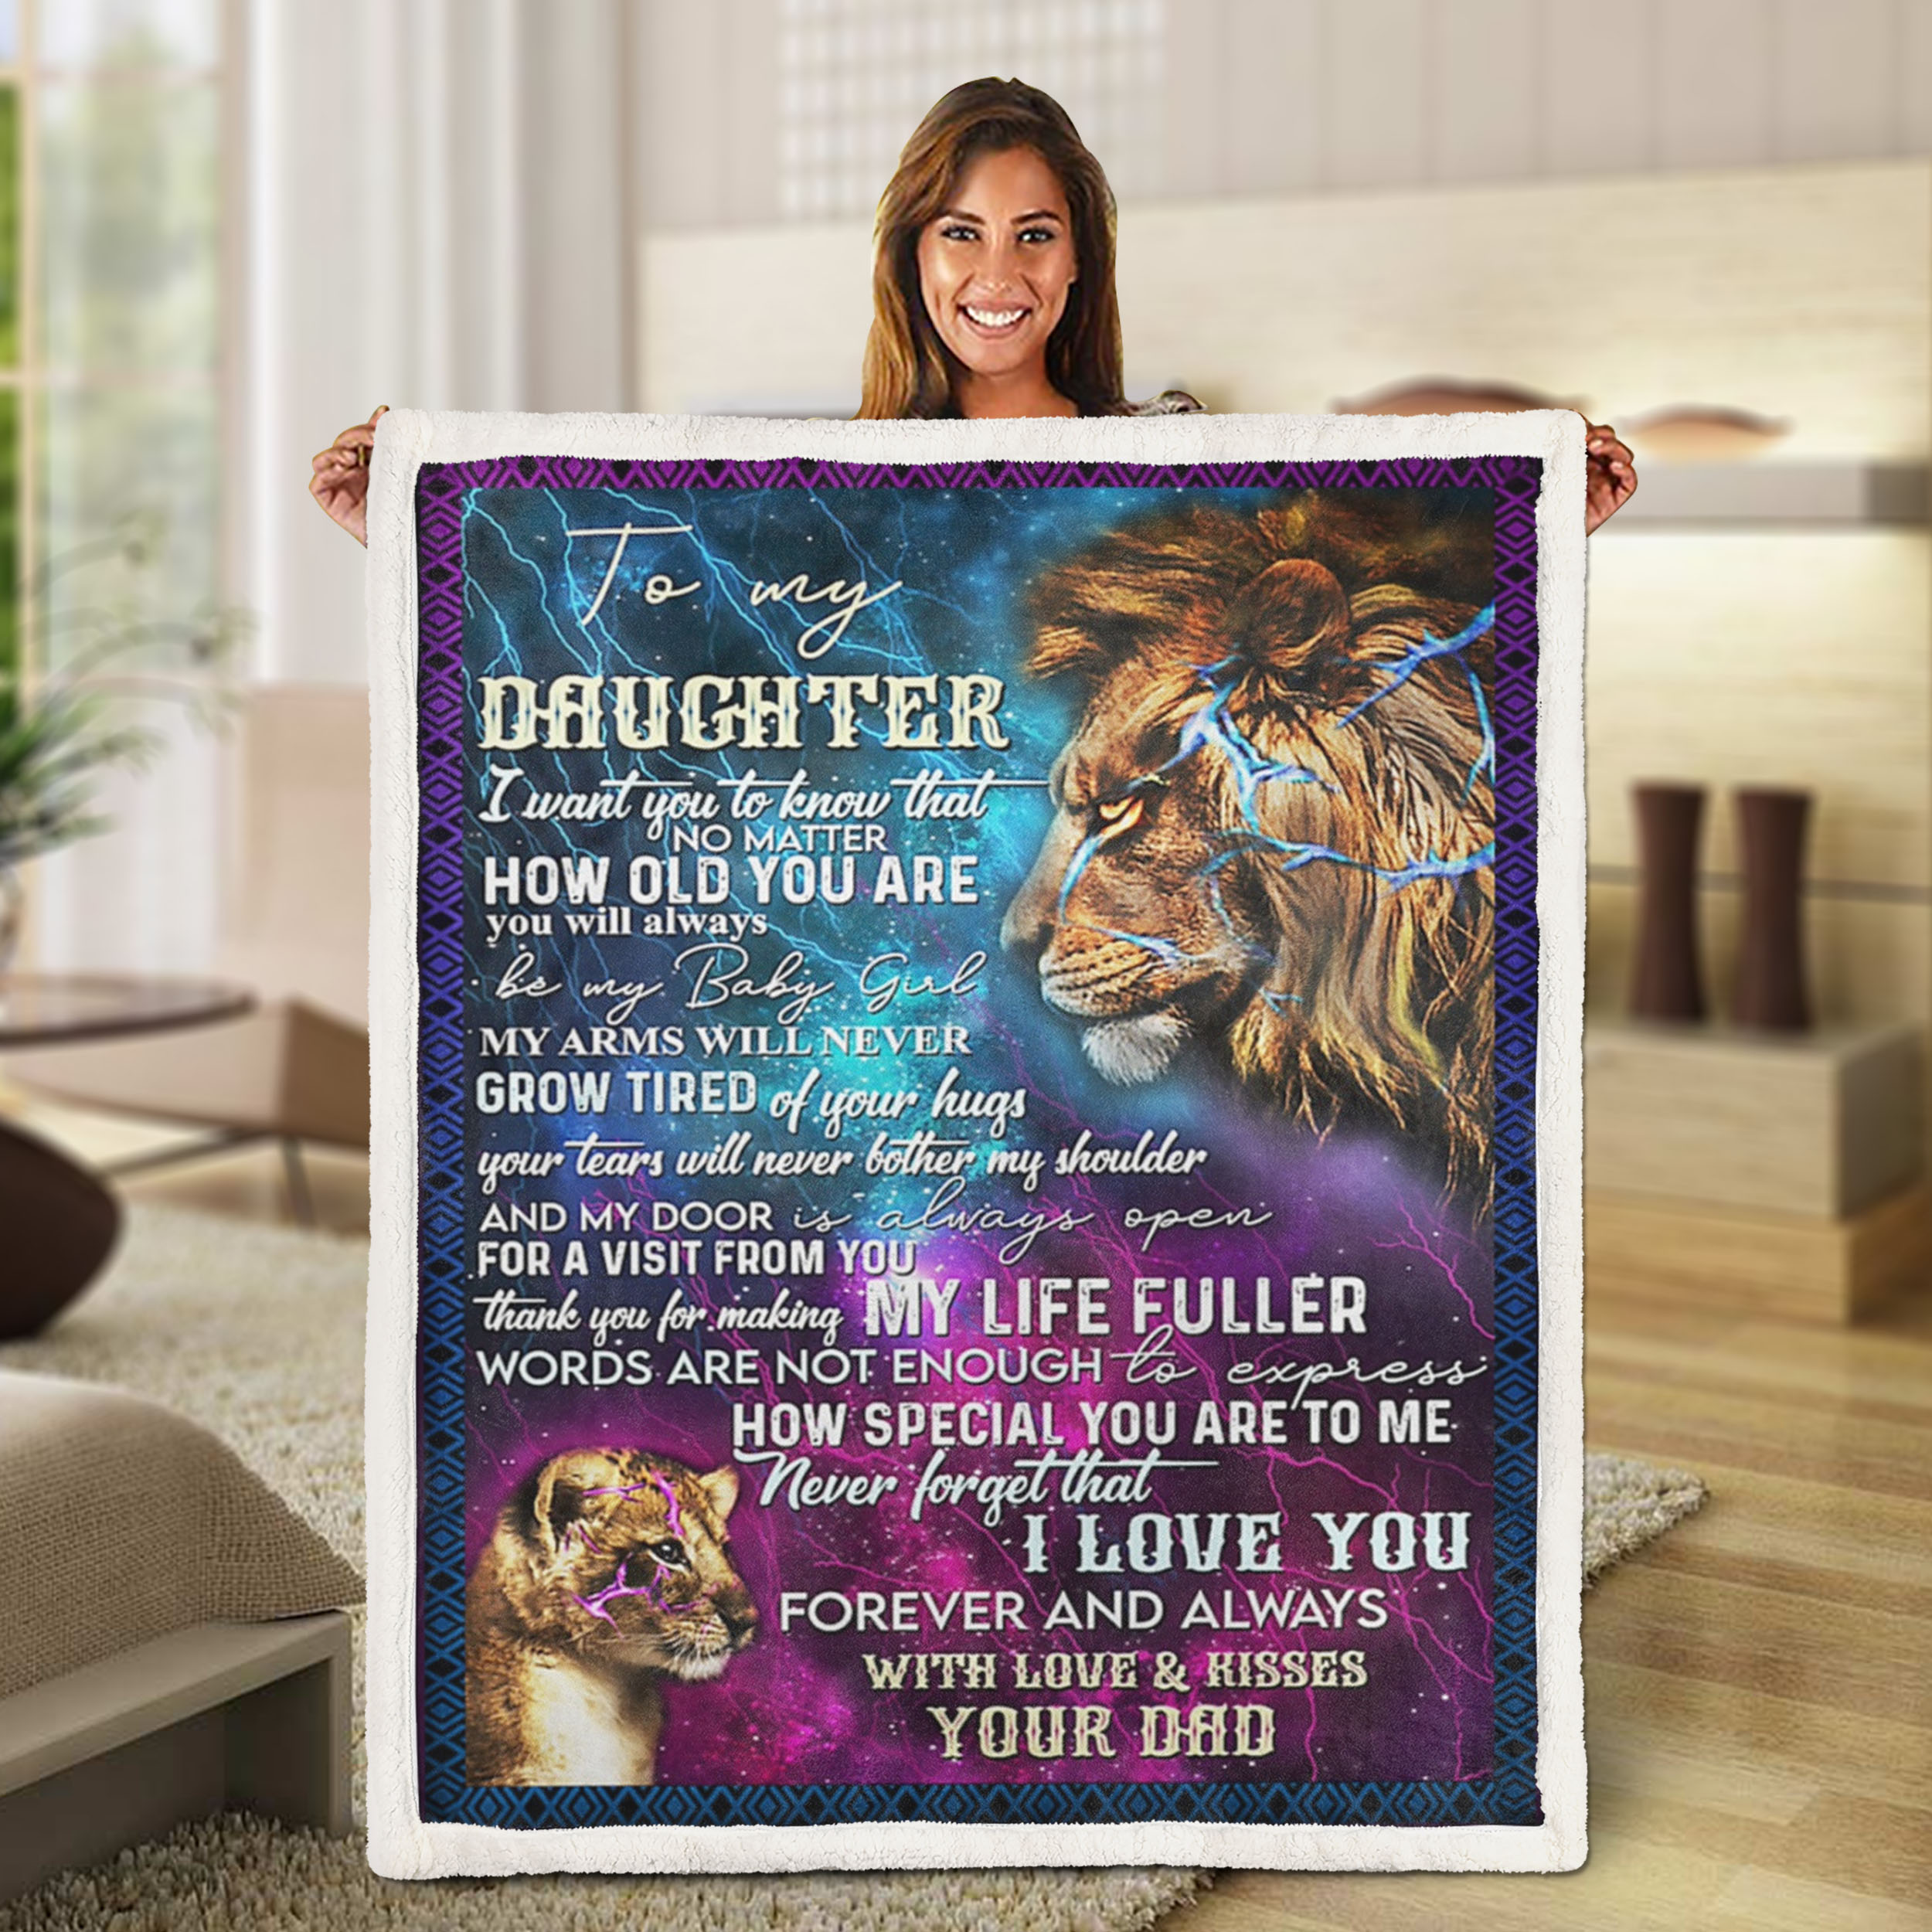 To my
DAUGHTER
I want you to know that
NO MATTER
HOW OLD YOU ARE
you will always
be my Baby Girl
MY ARMS WILL NEVER
GROW TIRED of your hugs
your tears will never bother my shoulder
AND MY DOOR is always open
FOR A VISIT FROM YOU
thank you for making MY LIFE FULLER
WORDS ARE NOT ENOUGH to express
HOW SPECIAL YOU ARE TO ME
Never forget that
I LOVE YOU
FOREVER AND ALWAYS
WITH LOVE & KISSES
YOUR DAD